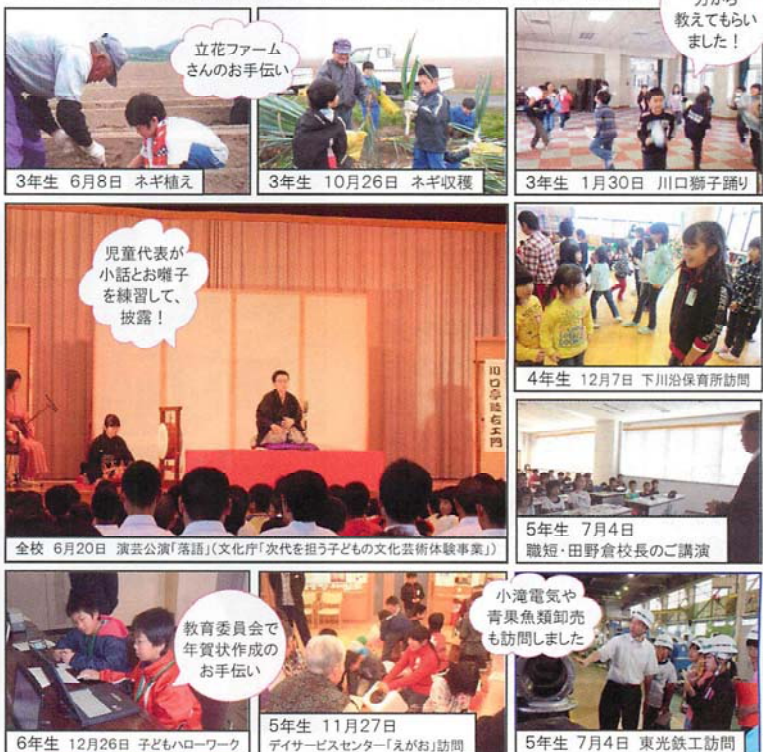 立花ファーム
さんのお手伝い
3年生 6月8日 ネギ植え
3年生 10月26日 ネギ収穫
教えてもらい
ました！
3年生 1月30日 川口獅子踊り
児童代表が
小話とお囃子
を練習して、
披露！
全校 6月20日 演芸公演「落語」(文化庁「次代を担う子どもの文化芸術体験事業」)
4年生 12月7日 下川沿保育所訪問
5年生 7月4日
職短・田野倉校長のご講演
教育委員会で
年賀状作成の
お手伝い
6年生 12月26日 子どもハローワーク
5年生 11月27日
デイサービスセンター「えがお」訪問
小滝電気や
青果魚類卸売
も訪問しました
5年生 7月4日 東光鉄工訪問